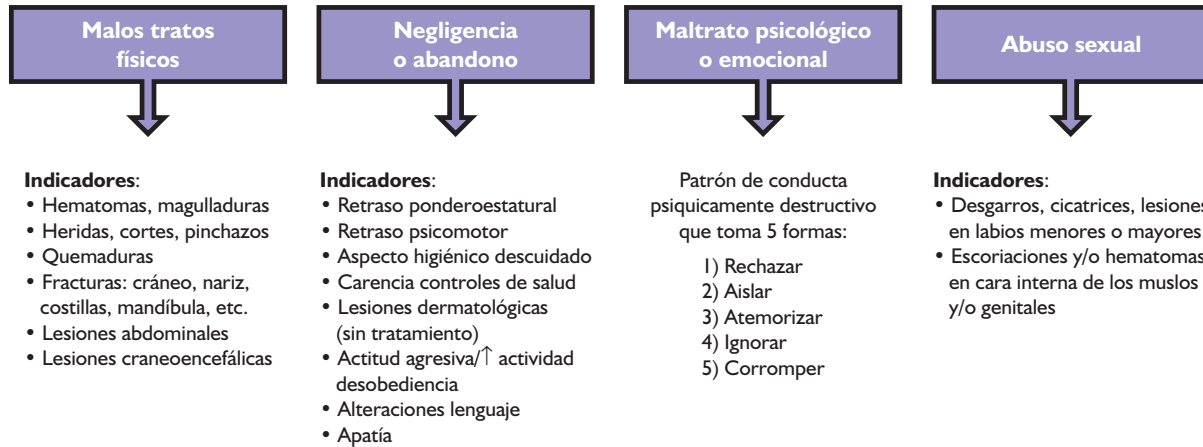 Malos tratos
físicos
Indicadores:
• Hematomas, magulladuras
• Heridas, cortes, pinchazos
• Quemaduras
• Fracturas: cráneo, nariz,
costillas, mandíbula, etc.
• Lesiones abdominales
• Lesiones craneoencefálicas
Negligencia
o abandono
Indicadores:
• Retraso ponderoestatural
• Retraso psicomotor
• Aspecto higiénico descuidado
• Carencia controles de salud
• Lesiones dermatológicas
(sin tratamiento)
• Actitud agresiva/↑ actividad
desobediencia
• Alteraciones lenguaje
• Apatía
Maltrato psicológico
o emocional
Patrón de conducta
psiquicamente destructivo
que toma 5 formas:
1) Rechazar
2) Aislar
3) Atemorizar
4) Ignorar
5) Corromper
Abuso sexual
Indicadores:
• Desgarros, cicatrices, lesiones
en labios menores o mayores
• Escoriaciones y/o hematomas
en cara interna de los muslos
y/o genitales